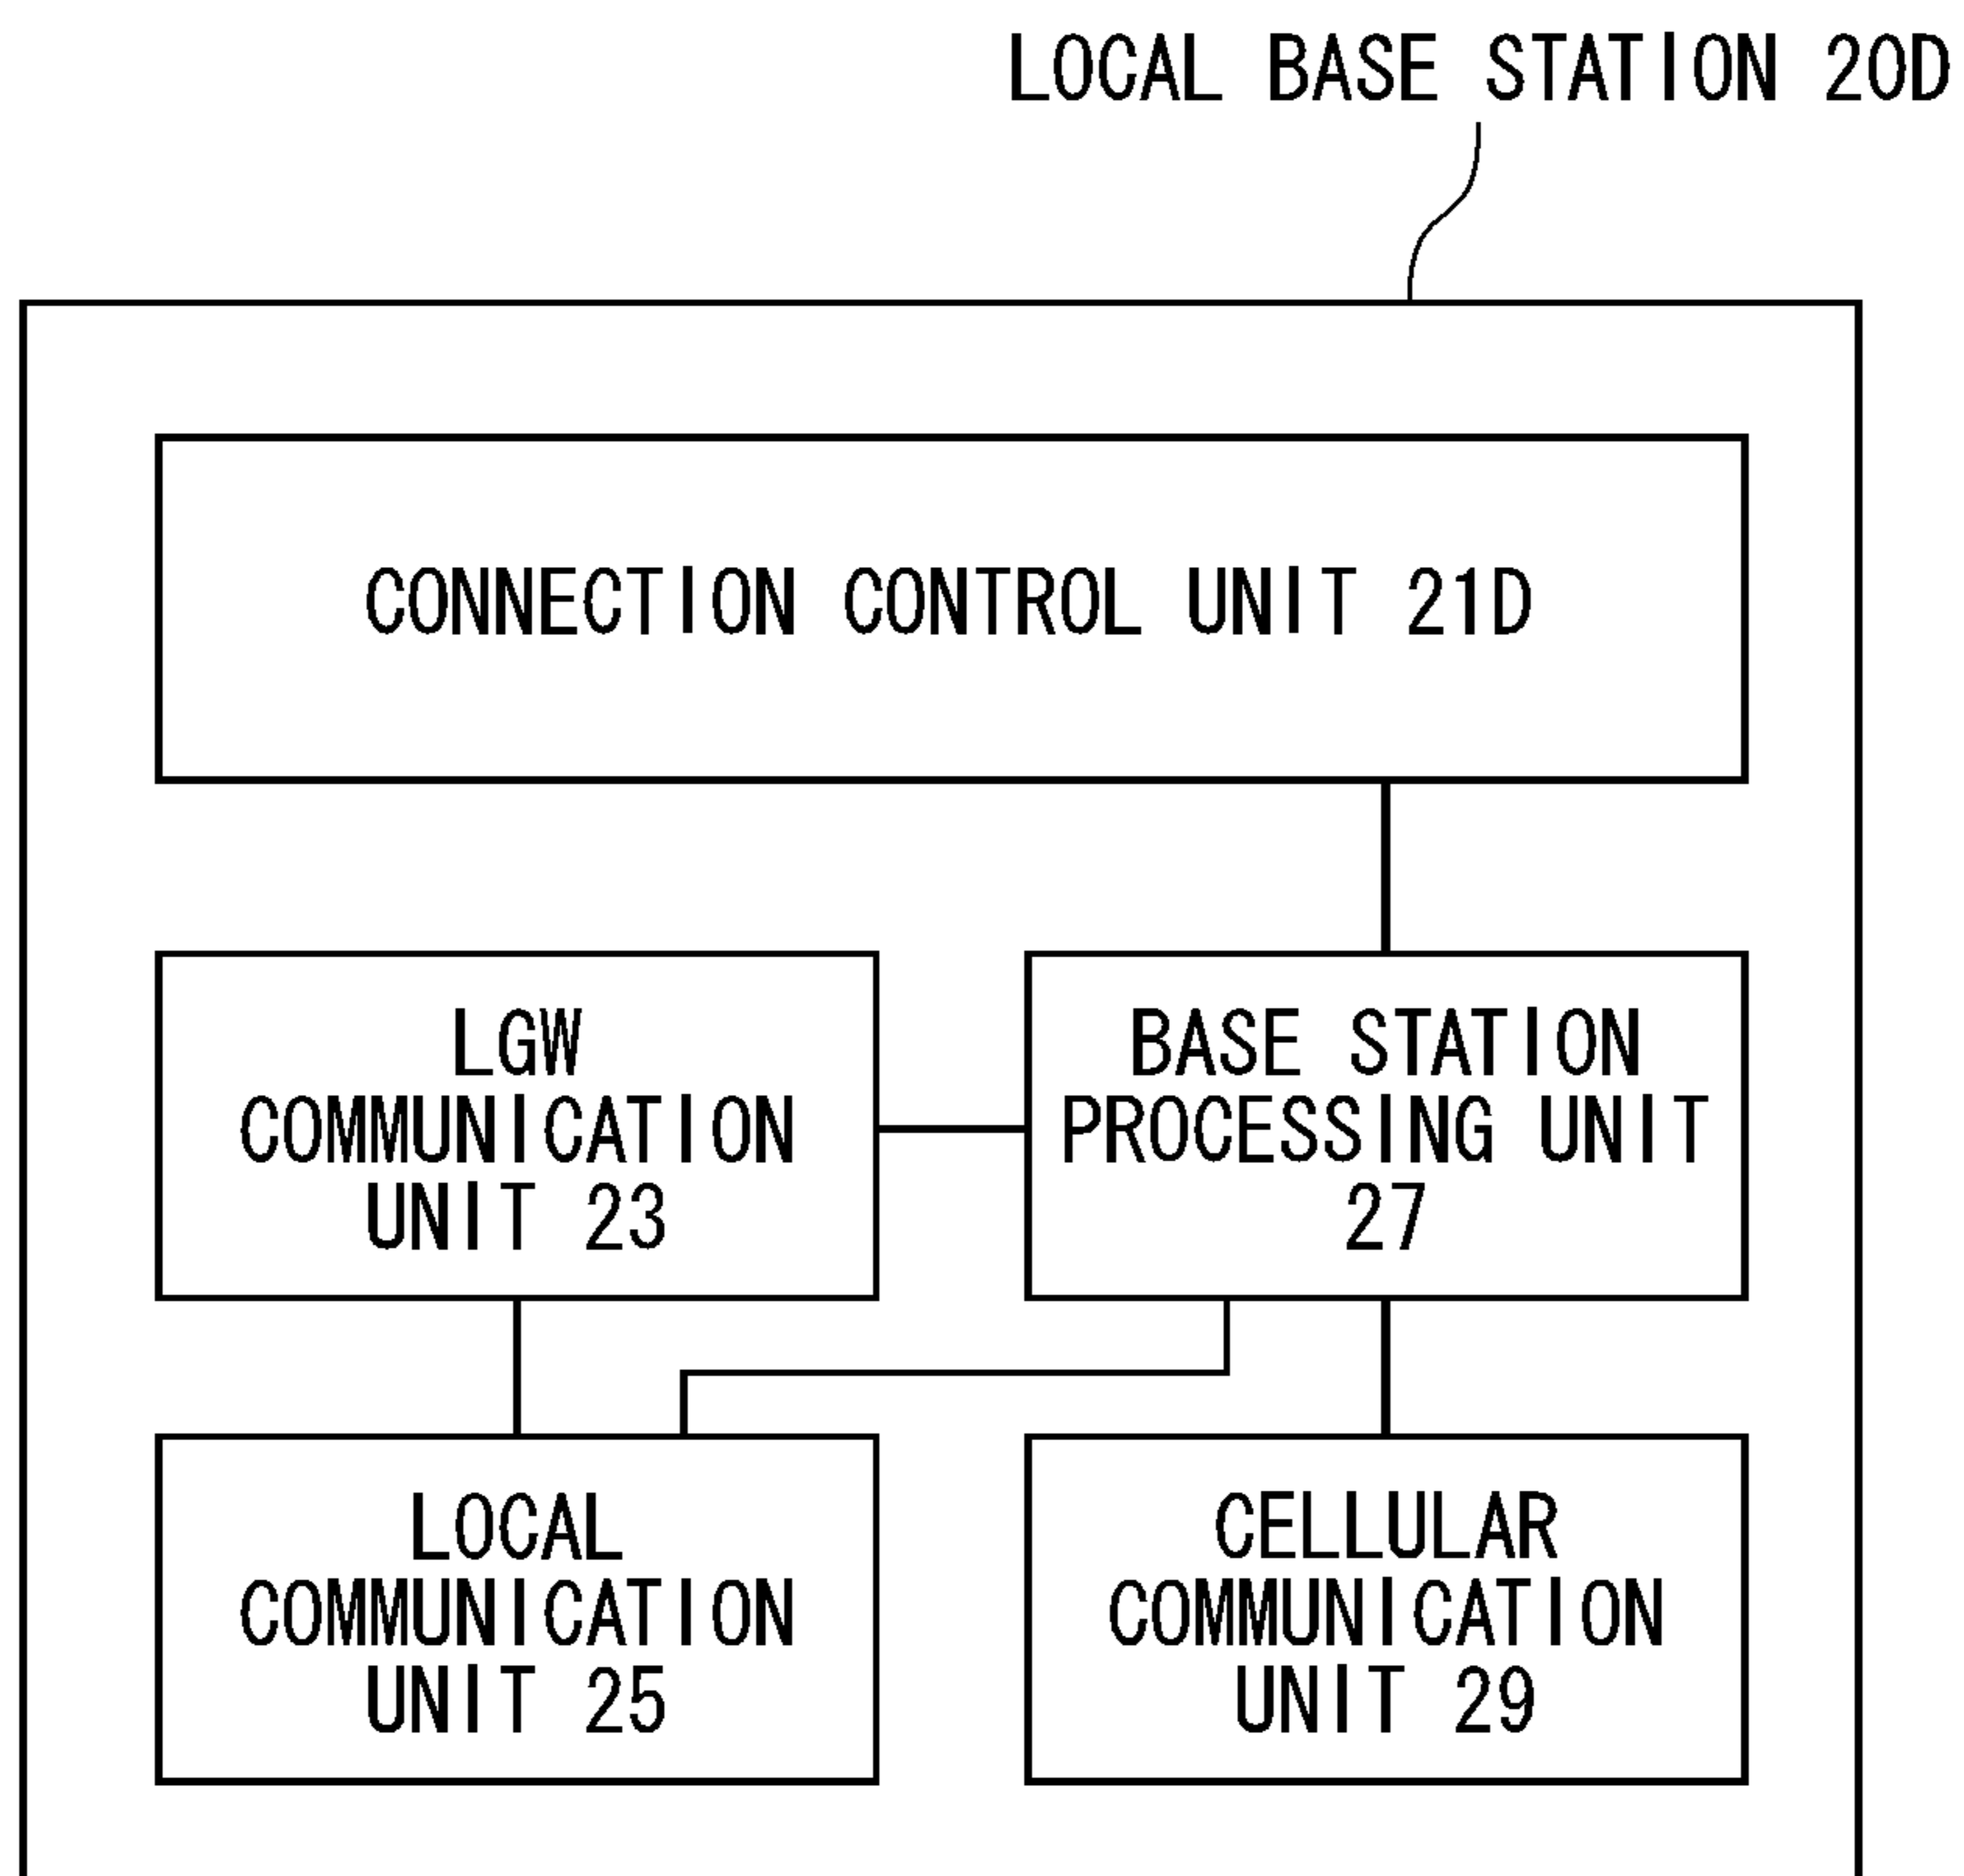 LOCAL BASE STATION 20D
CONNECTION CONTROL UNIT 21D
LGW
COMMUNICATION
UNIT 23
BASE STATION
PROCESSING UNIT
27
LOCAL
COMMUNICATION
UNIT 25
CELLULAR
COMMUNICATION
UNIT 29